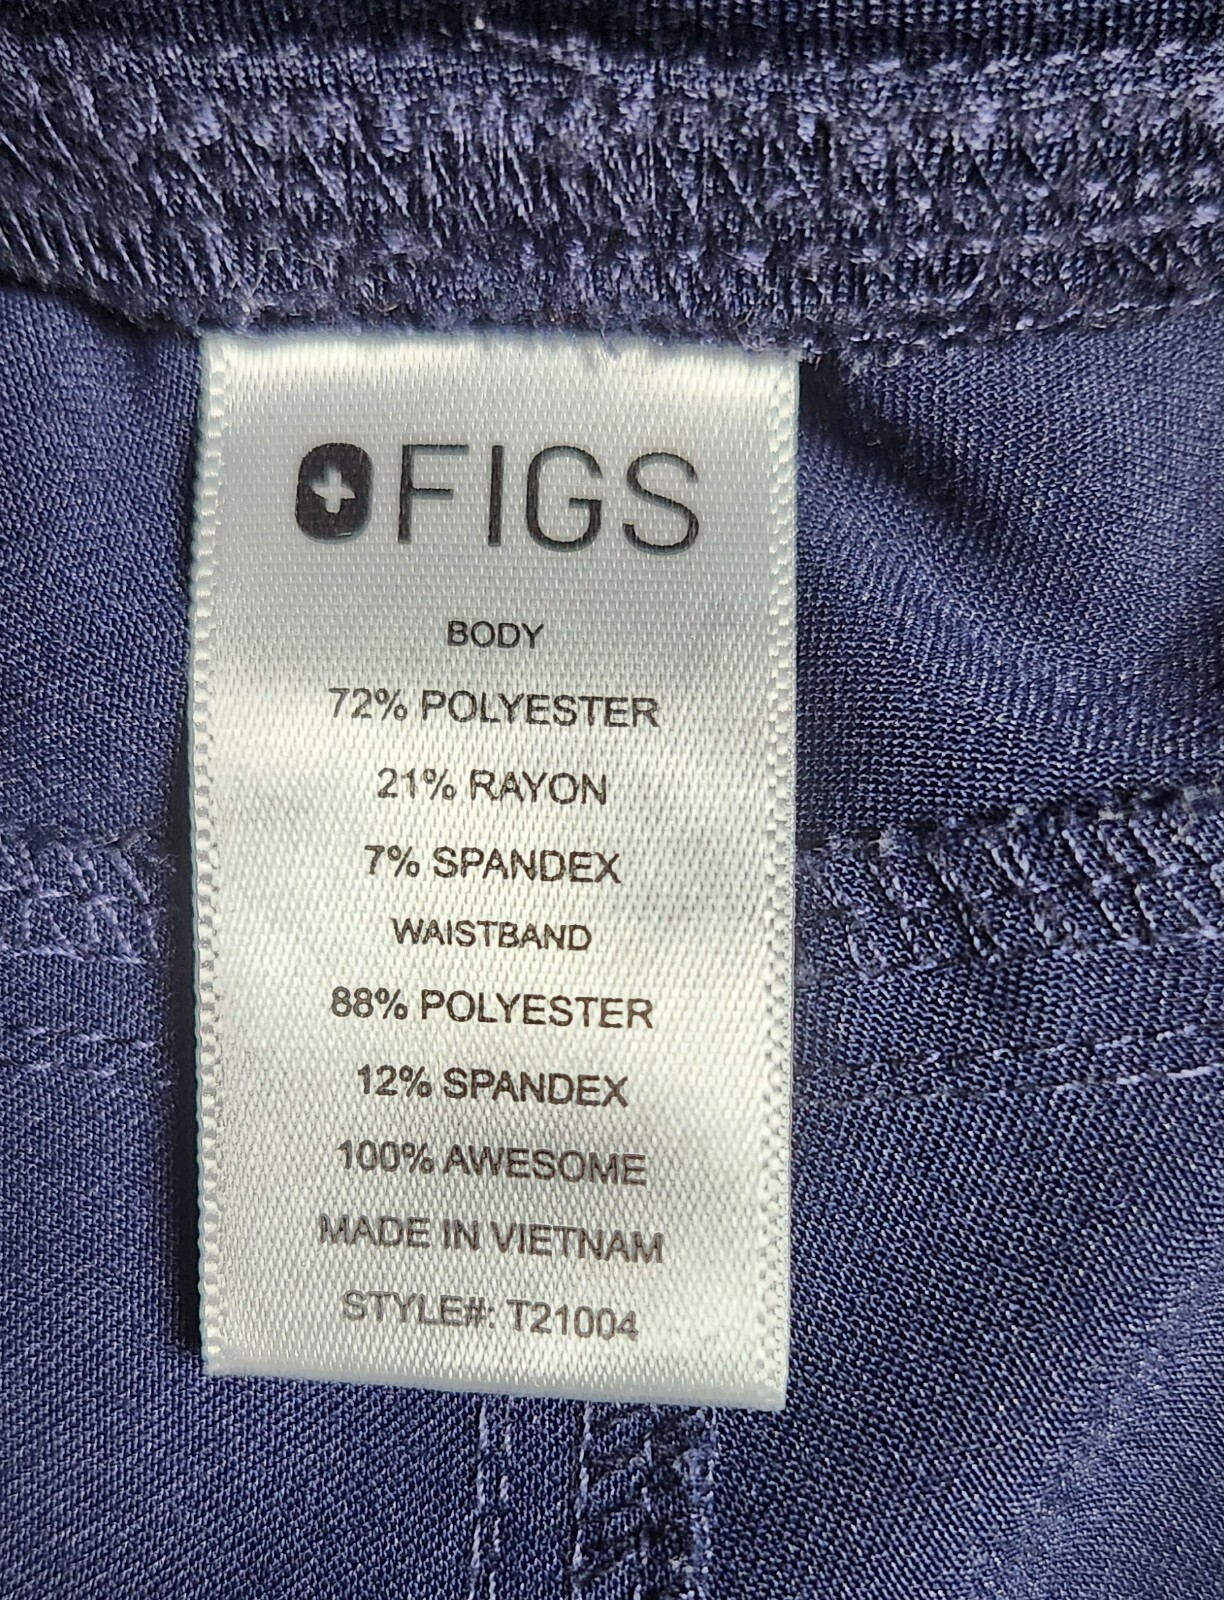 FIGS
BODY
72% POLYESTER
21% RAYON
7% SPANDEX
WAISTBAND
88% POLYESTER
12% SPANDEX
100% AWESOME
MADE IN VIETNAM
STYLE#: T21004